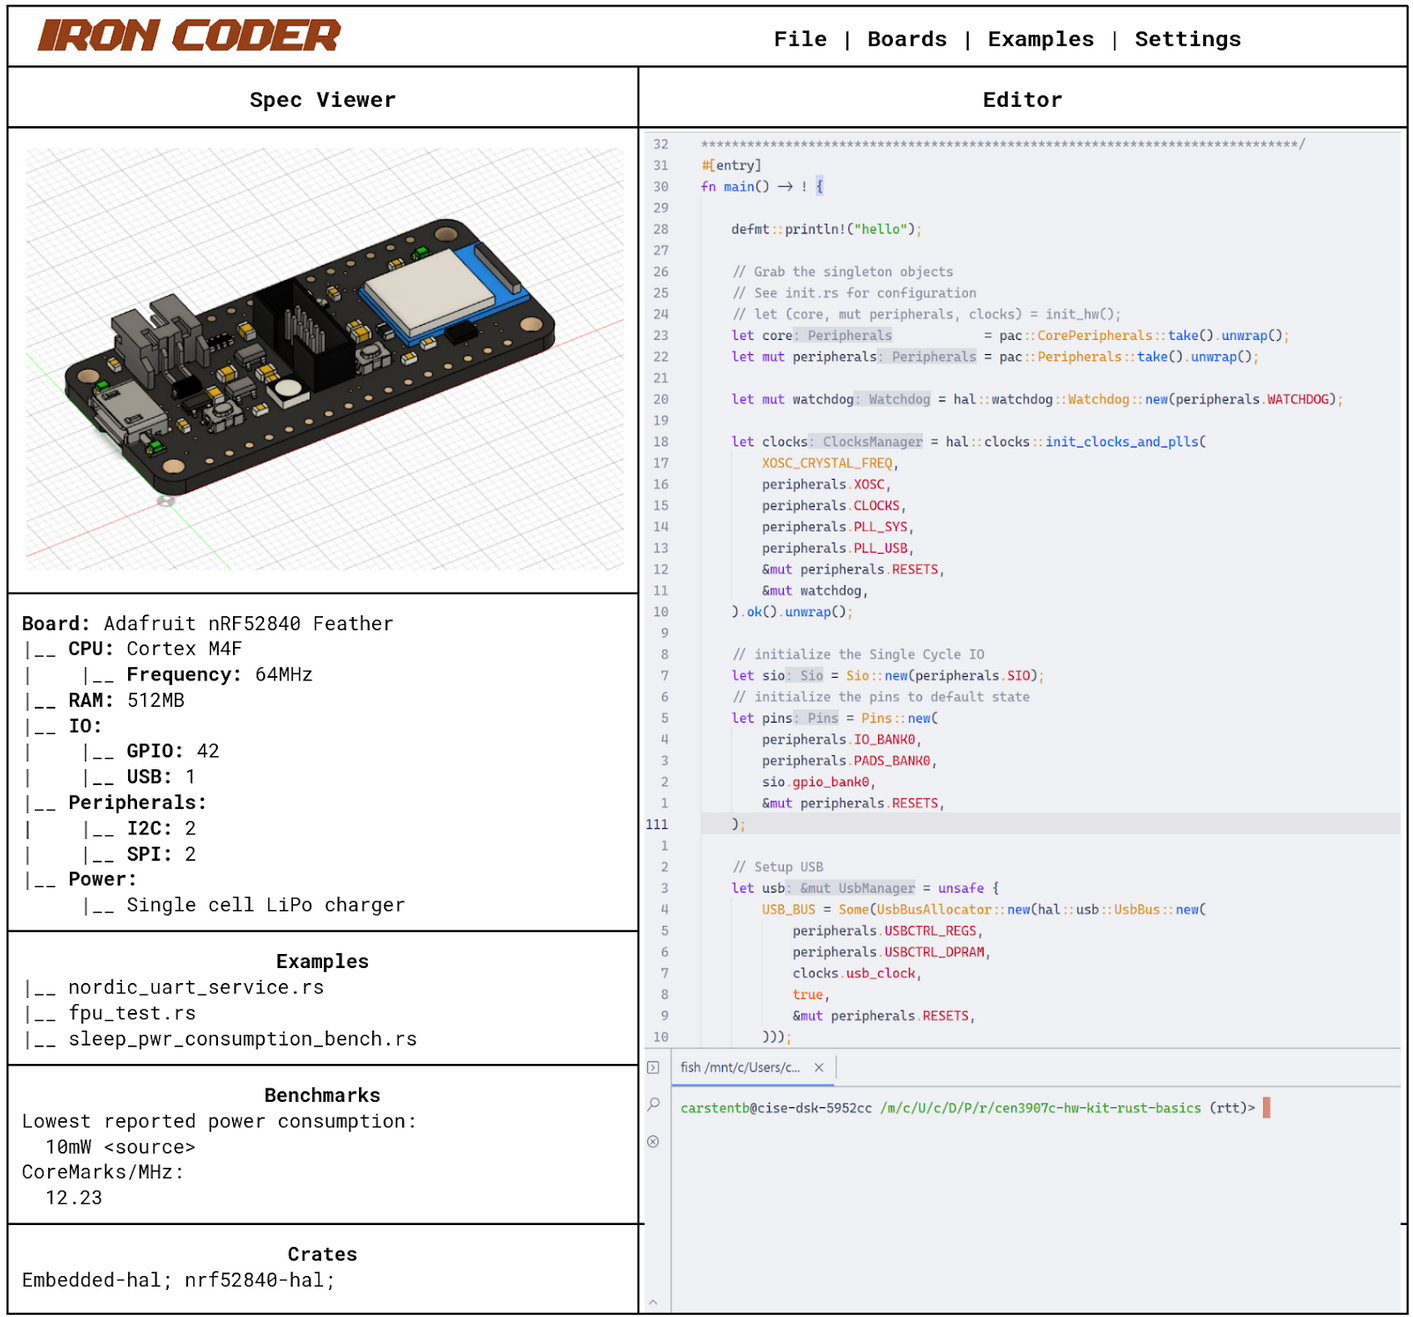 IRON CODER
File | Boards | Examples | Settings
Spec Viewer
Board: Adafruit nRF52840 Feather
|__ CPU: Cortex M4F
|    |__ Frequency: 64MHz
|__ RAM: 512MB
|__ IO:
|    |__ GPIO: 42
|    |__ USB: 1
|__ Peripherals:
|    |__ I2C: 2
|    |__ SPI: 2
|__ Power:
     |__ Single cell LiPo charger
Examples
|__ nordic_uart_service.rs
|__ fpu_test.rs
|__ sleep_pwr_consumption_bench.rs
Benchmarks
Lowest reported power consumption:
  10mW <source>
CoreMarks/MHz:
  12.23
Crates
Embedded-hal; nrf52840-hal;
Editor
32 ******************************************************************************/
31 #[entry]
30 fn main() -> ! {
29
28     defmt::println!("hello");
27
26     // Grab the singleton objects
25     // See init.rs for configuration
24     // let (core, mut peripherals, clocks) = init_hw();
23     let core: Peripherals            = pac::CorePeripherals::take().unwrap();
22     let mut peripherals: Peripherals = pac::Peripherals::take().unwrap();
21
20     let mut watchdog: Watchdog = hal::watchdog::Watchdog::new(peripherals.WATCHDOG);
19
18     let clocks: ClocksManager = hal::clocks::init_clocks_and_plls(
17         XOSC_CRYSTAL_FREQ,
16         peripherals.XOSC,
15         peripherals.CLOCKS,
14         peripherals.PLL_SYS,
13         peripherals.PLL_USB,
12         &mut peripherals.RESETS,
11         &mut watchdog,
10     ).ok().unwrap();
9
8     // initialize the Single Cycle IO
7     let sio: Sio = Sio::new(peripherals.SIO);
6     // initialize the pins to default state
5     let pins: Pins = Pins::new(
4         peripherals.IO_BANK0,
3         peripherals.PADS_BANK0,
2         sio.gpio_bank0,
1         &mut peripherals.RESETS,
111     );
1
2     // Setup USB
3     let usb: &mut UsbManager = unsafe {
4         USB_BUS = Some(UsbBusAllocator::new(hal::usb::UsbBus::new(
5             peripherals.USBCTRL_REGS,
6             peripherals.USBCTRL_DPRAM,
7             clocks.usb_clock,
8             true,
9             &mut peripherals.RESETS,
10         )));
fish /mnt/c/Users/c...
carstentb@cise-dsk-5952cc /m/c/U/c/D/P/r/cen3907c-hw-kit-rust-basics (rtt)>